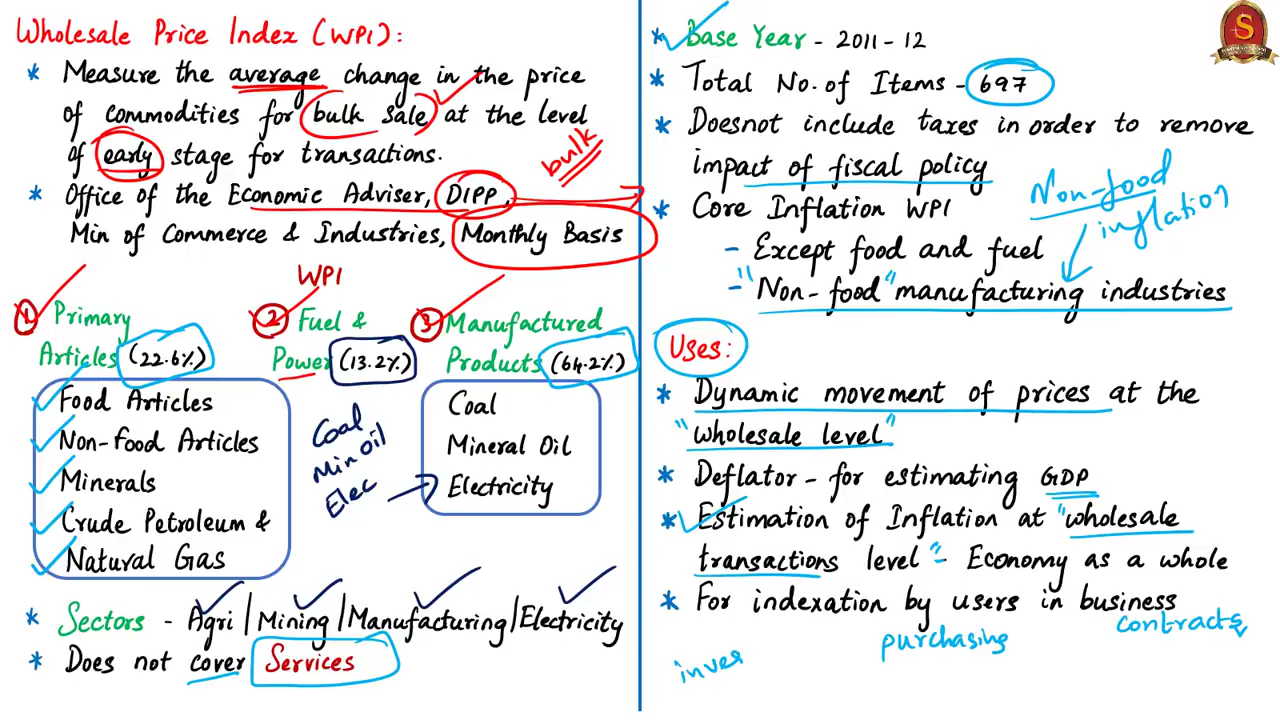 Wholesale Price Index (WPI):
* Measure the average change in the price
of commodities for bulk sale at the level
of early stage for transactions.
bulk
* Office of the Economic Adviser, DIPP,
Min of Commerce & Industries, Monthly Basis
WPI
1 Primary
Articles (22.6%)
Food Articles
Non-food Articles
Minerals
Crude Petroleum &
Natural Gas
2 Fuel &
Power (13.2%)
Coal
Min Oil
Elec
3 Manufactured
Products (64.2%)
Coal
Mineral Oil
Electricity
* Sectors - Agri | Mining | Manufacturing | Electricity
* Does not cover Services
* Base Year - 2011-12
* Total No. of Items - 697
* Doesnot include taxes in order to remove
impact of fiscal policy
* Core Inflation WPI
Non-food
inflation
- Except food and fuel
- "Non-food" manufacturing industries
Uses:
* Dynamic movement of prices at the
"wholesale level"
* Deflator - for estimating GDP
* Estimation of Inflation at "wholesale
transactions level" - Economy as a whole
* For indexation by users in business
contracts
purchasing
inves
S